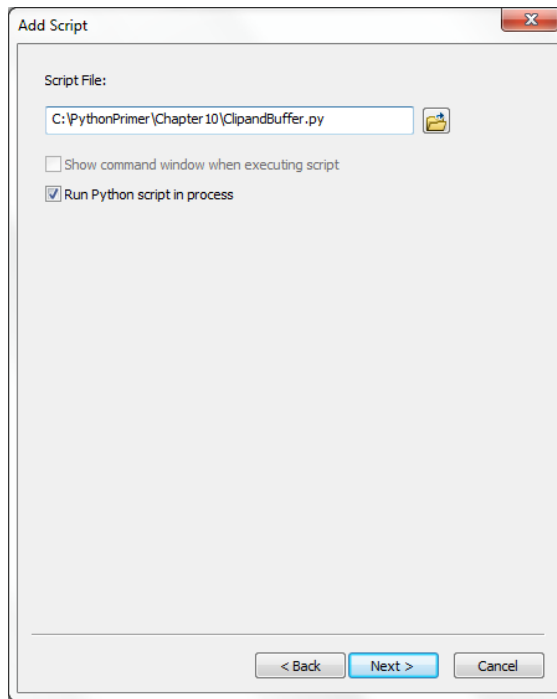 Add Script
Script File:
C:\PythonPrimer\Chapter10\ClipandBuffer.py
Show command window when executing script
Run Python script in process
< Back Next > Cancel